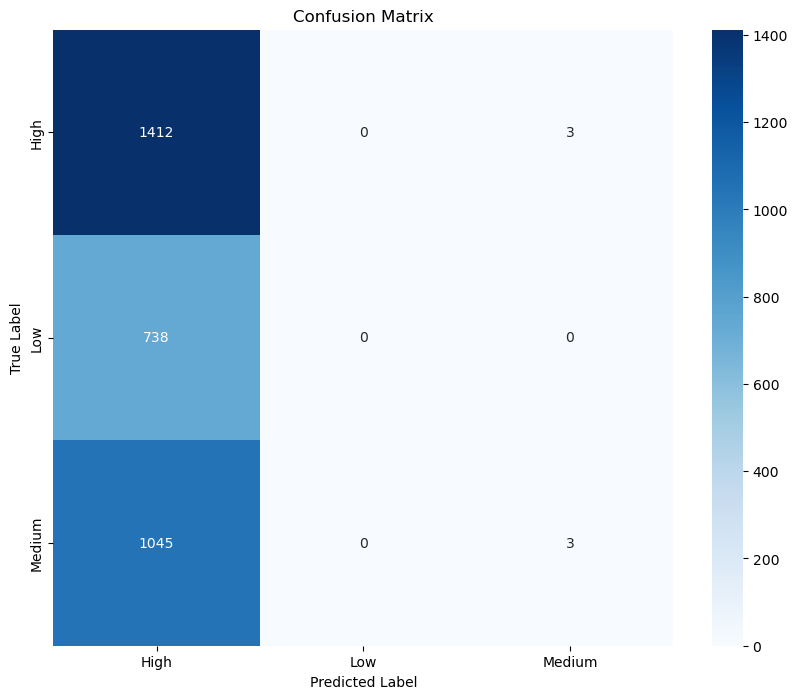 Confusion Matrix
High
1412
0
3
Low
738
0
0
Medium
1045
0
3
True Label
High
Low
Medium
Predicted Label
1400
1200
1000
800
600
400
200
0